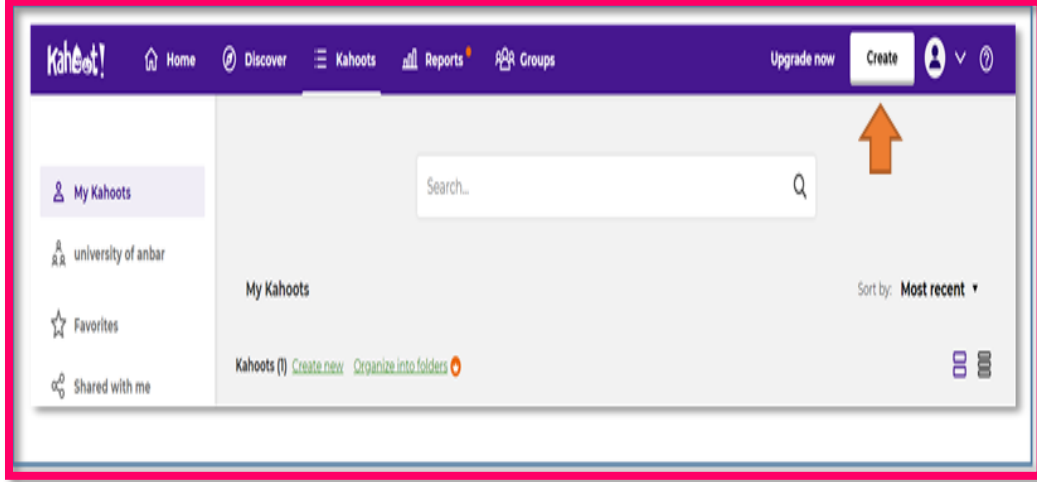 Kahoot! Home Discover Kahoots Reports Groups Upgrade now Create
My Kahoots
university of anbar
Favorites
Shared with me
Search...
My Kahoots
Sort by: Most recent
Kahoots (1) Create new Organize into folders